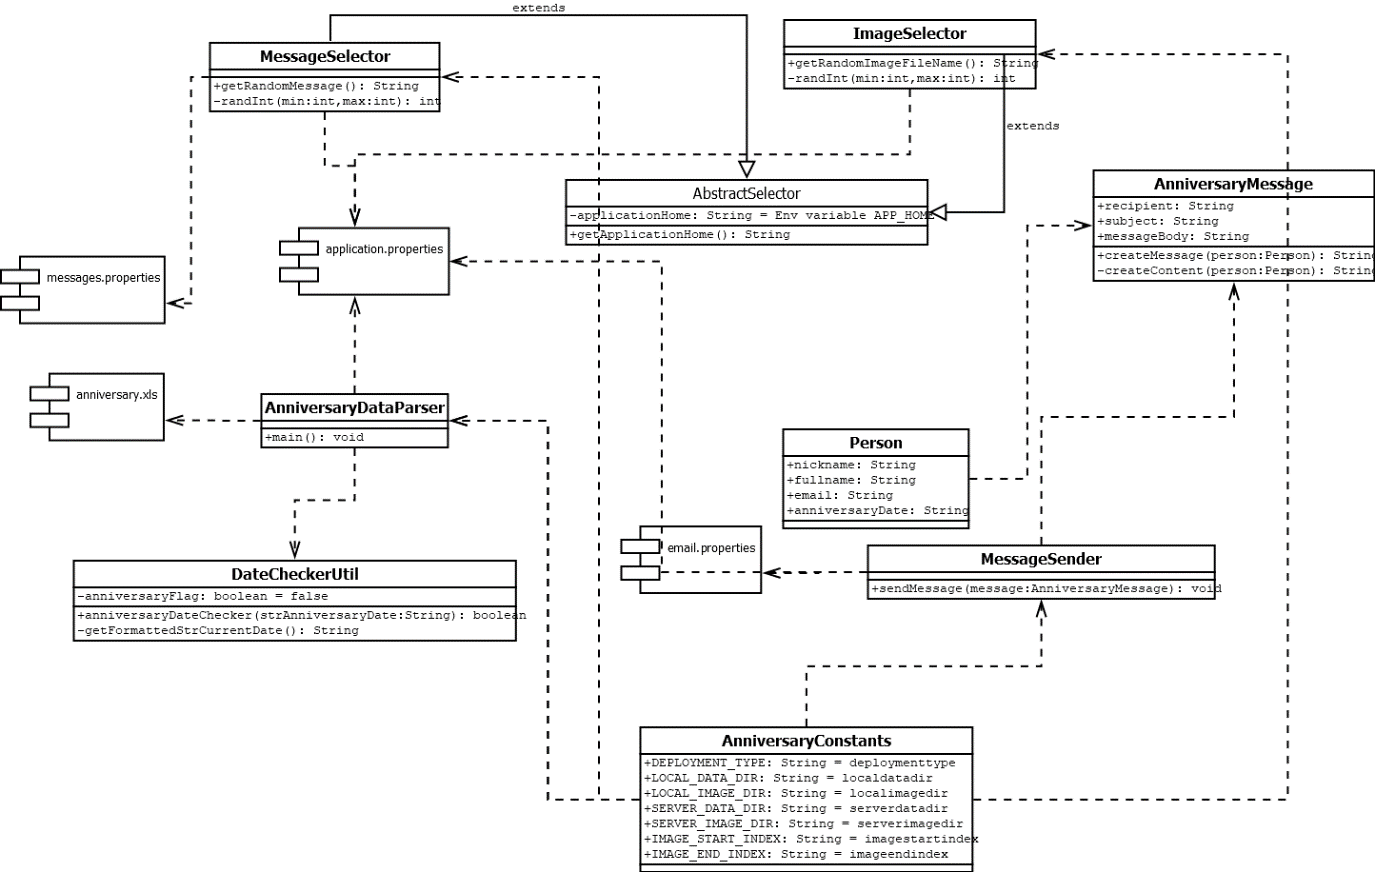 extends
MessageSelector
+getRandomMessage(): String
-randInt(min:int,max:int): int
ImageSelector
+getRandomImageFileName(): String
-randInt(min:int,max:int): int
extends
AbstractSelector
-applicationHome: String = Env variable APP_HOME
+getApplicationHome(): String
AnniversaryMessage
+recipient: String
+subject: String
+messageBody: String
+createMessage(person:Person): String
-createContent(person:Person): String
application.properties
messages.properties
anniversary.xls
AnniversaryDataParser
+main(): void
Person
+nickname: String
+fullname: String
+email: String
+anniversaryDate: String
email.properties
MessageSender
+sendMessage(message:AnniversaryMessage): void
DateCheckerUtil
-anniversaryFlag: boolean = false
+anniversaryDateChecker(strAnniversaryDate:String): boolean
-getFormattedStrCurrentDate(): String
AnniversaryConstants
+DEPLOYMENT_TYPE: String = deploymenttype
+LOCAL_DATA_DIR: String = localdatadir
+LOCAL_IMAGE_DIR: String = localimagedir
+SERVER_DATA_DIR: String = serverdatadir
+SERVER_IMAGE_DIR: String = serverimagedir
+IMAGE_START_INDEX: String = imagestartindex
+IMAGE_END_INDEX: String = imageendindex